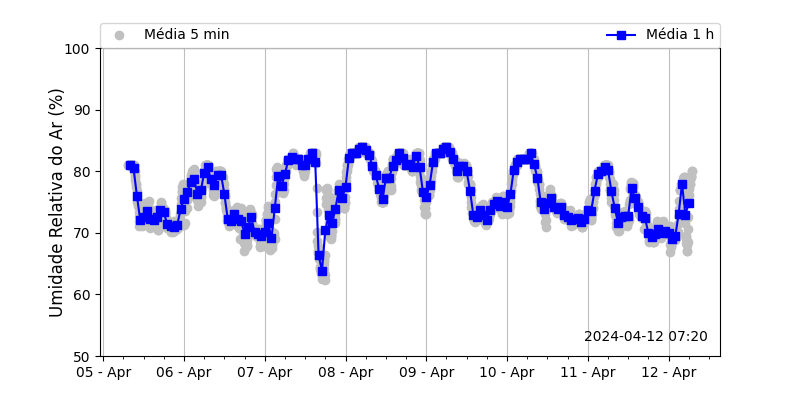 Média 5 min
Média 1 h
Umidade Relativa do Ar (%)
100
90
80
70
60
50
2024-04-12 07:20
05 - Apr
06 - Apr
07 - Apr
08 - Apr
09 - Apr
10 - Apr
11 - Apr
12 - Apr